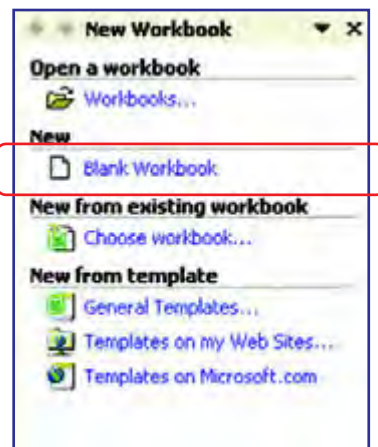 New Workbook
Open a workbook
Workbooks...
New
Blank Workbook
New from existing workbook
Choose workbook...
New from template
General Templates...
Templates on my Web Sites...
Templates on Microsoft.com